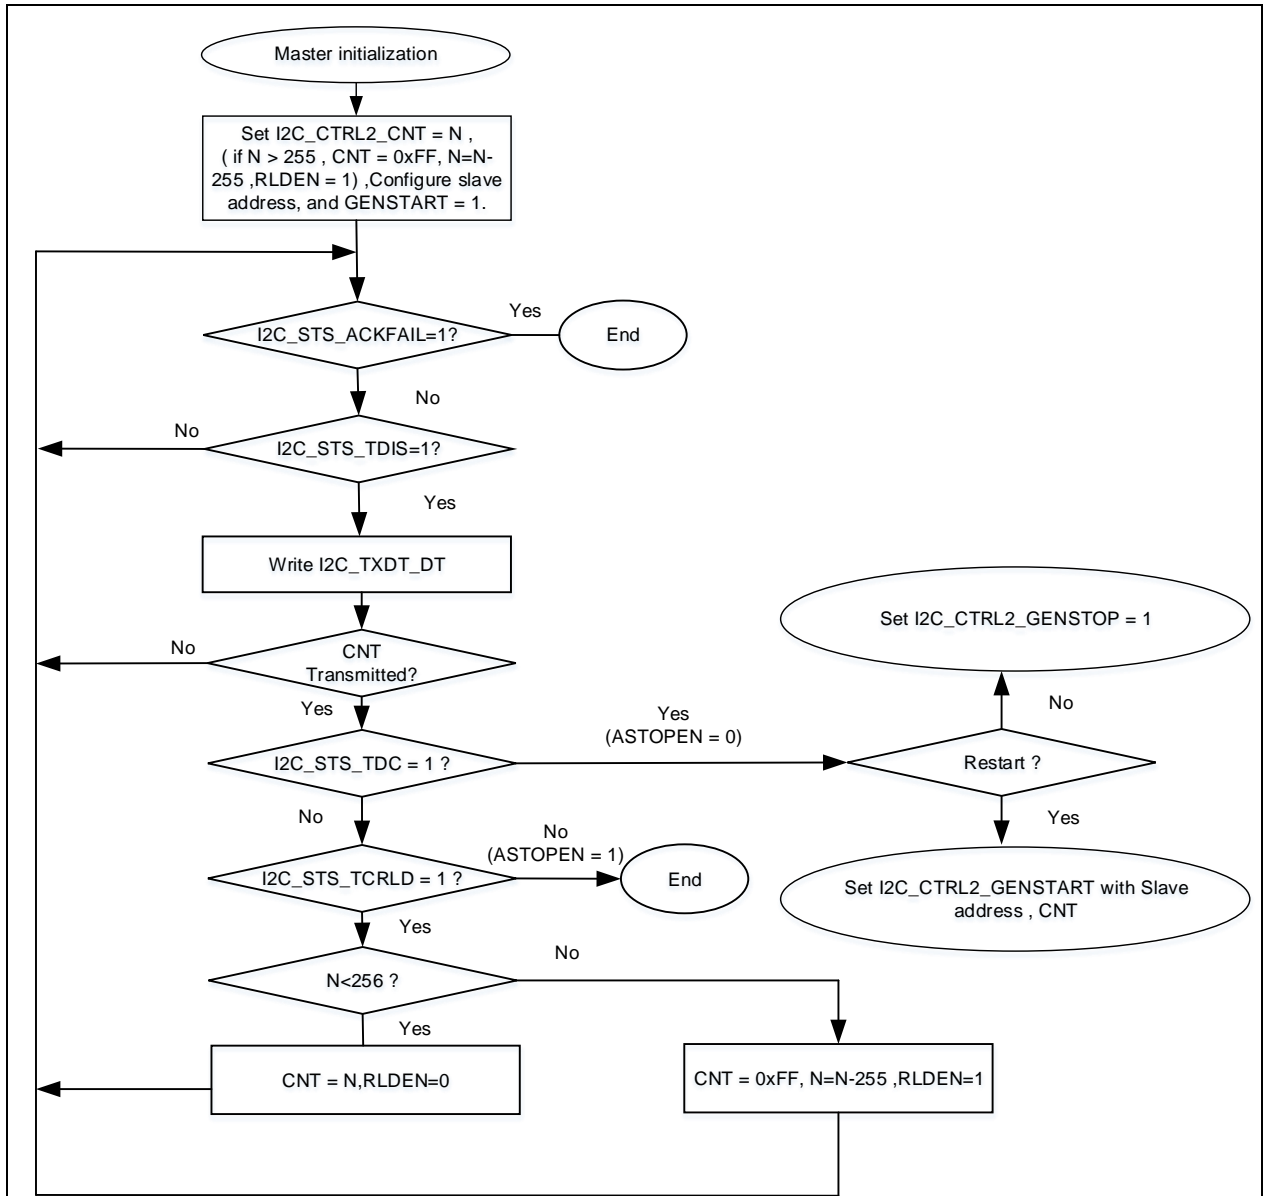 Master initialization
Set I2C_CTRL2_CNT = N ,
( if N > 255 , CNT = 0xFF, N=N-
255 ,RLDEN = 1) ,Configure slave
address, and GENSTART = 1.
I2C_STS_ACKFAIL=1?
Yes
End
No
I2C_STS_TDIS=1?
No
Yes
Write I2C_TXDT_DT
CNT
Transmitted?
No
Yes
I2C_STS_TDC = 1 ?
Yes
(ASTOPEN = 0)
Restart ?
No
Set I2C_CTRL2_GENSTOP = 1
Yes
Set I2C_CTRL2_GENSTART with Slave
address , CNT
No
I2C_STS_TCRLD = 1 ?
No
(ASTOPEN = 1)
End
Yes
N<256 ?
No
Yes
CNT = N,RLDEN=0
CNT = 0xFF, N=N-255 ,RLDEN=1